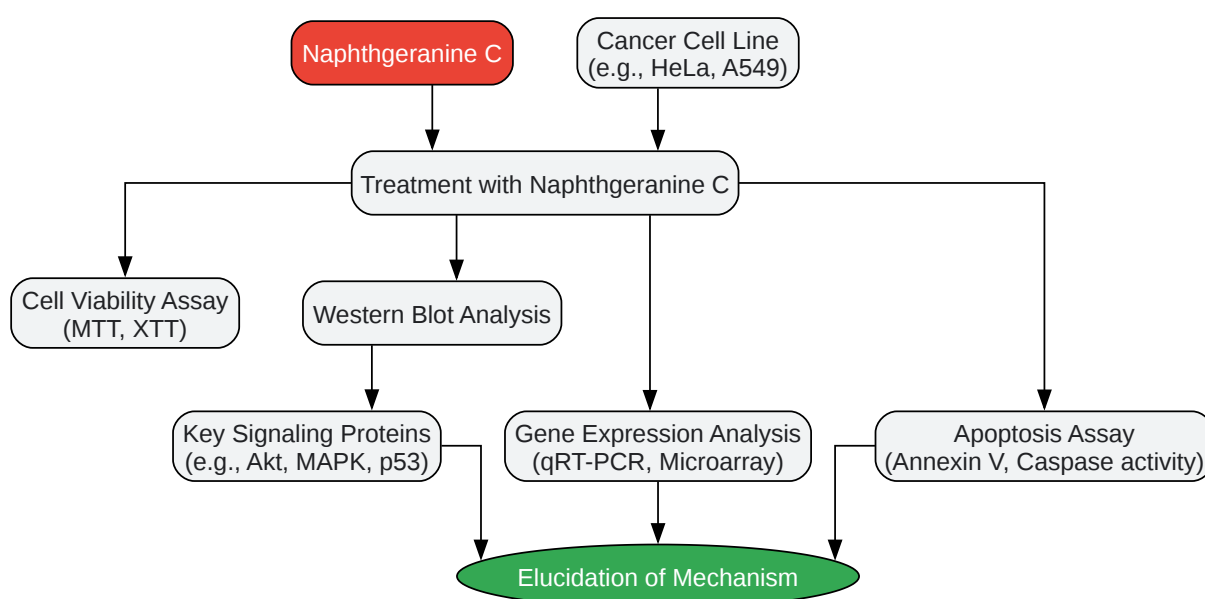 Naphthgeranine C
Cancer Cell Line
(e.g., HeLa, A549)
Treatment with Naphthgeranine C
Cell Viability Assay
(MTT, XTT)
Western Blot Analysis
Key Signaling Proteins
(e.g., Akt, MAPK, p53)
Gene Expression Analysis
(qRT-PCR, Microarray)
Apoptosis Assay
(Annexin V, Caspase activity)
Elucidation of Mechanism